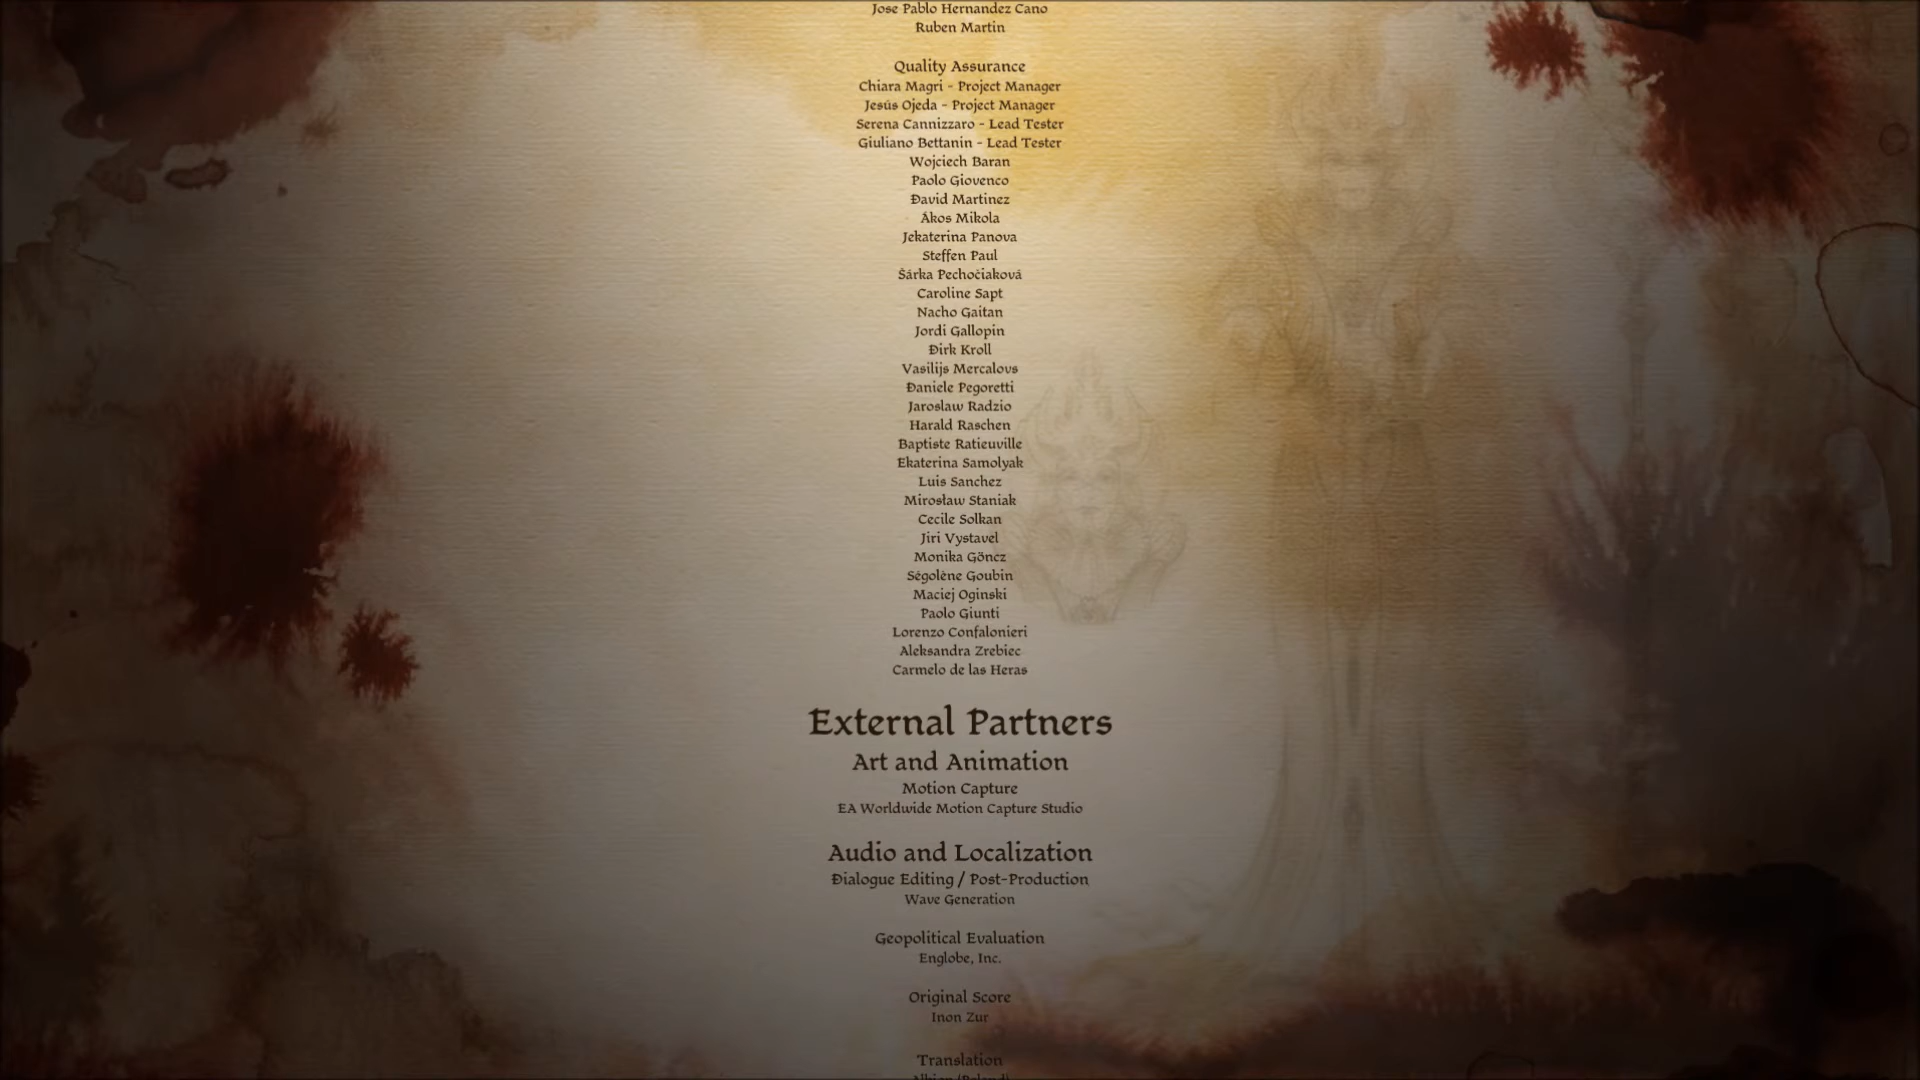 Jose Pablo Hernandez Cano
Ruben Martin
Quality Assurance
Chiara Magri - Project Manager
Jesús Ojeda - Project Manager
Serena Cannizzaro - Lead Tester
Giuliano Bettanin - Lead Tester
Wojciech Baran
Paolo Giovenco
David Martinez
Ákos Mikola
Jekaterina Panova
Steffen Paul
Šárka Pechočiaková
Caroline Sapt
Nacho Gaitan
Jordi Gallopin
Dirk Kroll
Vasilijs Mercalovs
Daniele Pegoretti
Jaroslaw Radzio
Harald Raschen
Baptiste Ratieuville
Ekaterina Samolyak
Luis Sanchez
Mirosław Staniak
Cecile Solkan
Jiri Vystavel
Monika Göncz
Ségolène Goubin
Maciej Oginski
Paolo Giunti
Lorenzo Confalonieri
Aleksandra Zrebiec
Carmelo de las Heras
External Partners
Art and Animation
Motion Capture
EA Worldwide Motion Capture Studio
Audio and Localization
Dialogue Editing / Post-Production
Wave Generation
Geopolitical Evaluation
Englobe, Inc.
Original Score
Inon Zur
Translation